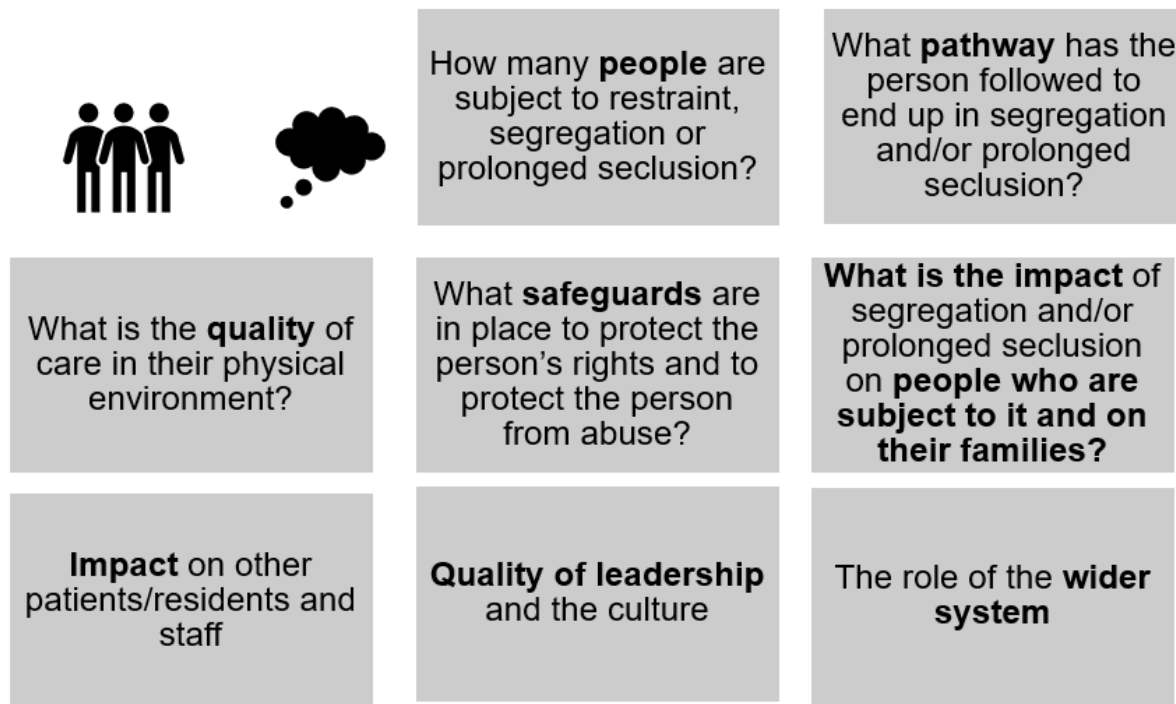 How many people are
subject to restraint,
segregation or
prolonged seclusion?
What pathway has the
person followed to
end up in segregation
and/or prolonged
seclusion?
What is the quality of
care in their physical
environment?
What safeguards are
in place to protect the
person's rights and to
protect the person
from abuse?
What is the impact of
segregation and/or
prolonged seclusion
on people who are
subject to it and on
their families?
Impact on other
patients/residents and
staff
Quality of leadership
and the culture
The role of the wider
system